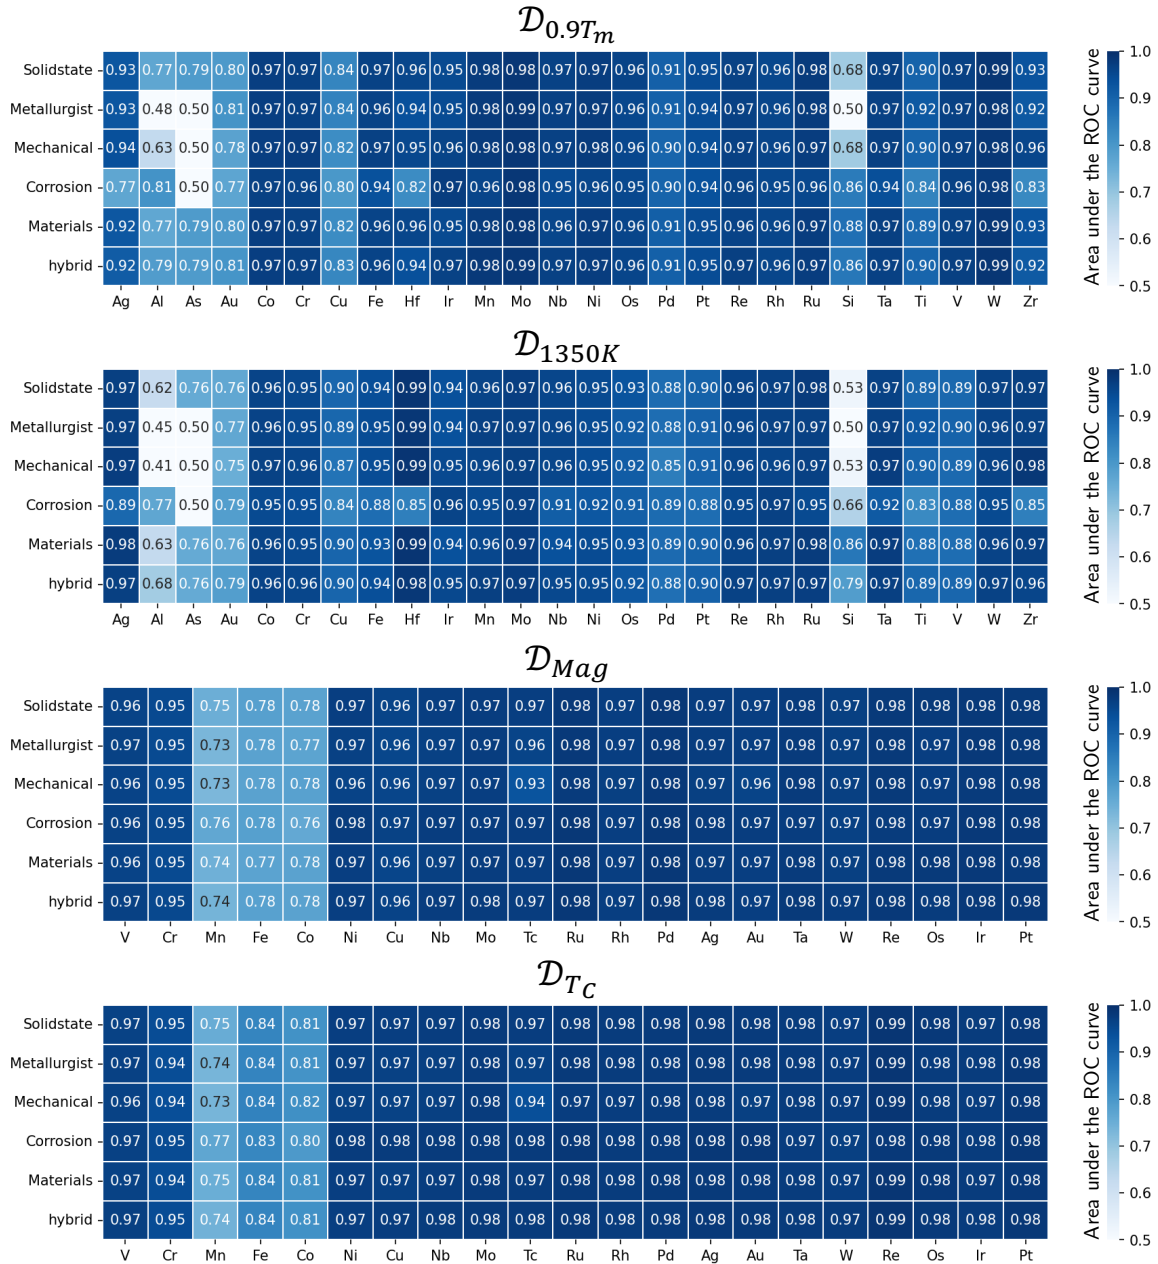 𝒟0.9Tm
Solidstate 0.93 0.77 0.79 0.80 0.97 0.97 0.84 0.97 0.96 0.95 0.98 0.98 0.97 0.97 0.96 0.91 0.95 0.97 0.96 0.98 0.68 0.97 0.90 0.97 0.99 0.93
Metallurgist 0.93 0.48 0.50 0.81 0.97 0.97 0.84 0.96 0.94 0.95 0.98 0.99 0.97 0.97 0.96 0.91 0.94 0.97 0.96 0.98 0.50 0.97 0.92 0.97 0.98 0.92
Mechanical 0.94 0.63 0.50 0.78 0.97 0.97 0.82 0.97 0.95 0.96 0.98 0.98 0.97 0.97 0.96 0.90 0.94 0.97 0.96 0.97 0.68 0.97 0.90 0.97 0.98 0.96
Corrosion 0.77 0.81 0.50 0.77 0.97 0.96 0.80 0.94 0.82 0.97 0.96 0.98 0.95 0.96 0.95 0.90 0.94 0.96 0.95 0.96 0.86 0.94 0.84 0.96 0.98 0.83
Materials 0.92 0.77 0.79 0.80 0.97 0.97 0.82 0.96 0.96 0.95 0.98 0.98 0.97 0.97 0.96 0.91 0.95 0.96 0.96 0.97 0.88 0.97 0.89 0.97 0.99 0.93
hybrid 0.92 0.79 0.79 0.81 0.97 0.97 0.83 0.96 0.94 0.97 0.98 0.99 0.97 0.97 0.96 0.91 0.95 0.97 0.96 0.97 0.86 0.97 0.90 0.97 0.99 0.92
Ag Al As Au Co Cr Cu Fe Hf Ir Mn Mo Nb Ni Os Pd Pt Re Rh Ru Si Ta Ti V W Zr
1.0
0.9
0.8
0.7
0.6
0.5
Area under the ROC curve
𝒟1350K
Solidstate 0.97 0.62 0.76 0.76 0.96 0.95 0.90 0.94 0.99 0.94 0.96 0.97 0.96 0.95 0.93 0.88 0.90 0.96 0.97 0.98 0.53 0.97 0.89 0.89 0.97 0.97
Metallurgist 0.97 0.45 0.50 0.77 0.96 0.95 0.89 0.95 0.99 0.94 0.97 0.97 0.96 0.95 0.92 0.88 0.91 0.96 0.96 0.97 0.50 0.97 0.92 0.90 0.96 0.97
Mechanical 0.97 0.41 0.50 0.75 0.97 0.96 0.87 0.95 0.99 0.95 0.96 0.97 0.96 0.95 0.92 0.85 0.91 0.96 0.96 0.97 0.53 0.97 0.90 0.89 0.96 0.98
Corrosion 0.89 0.77 0.50 0.79 0.95 0.95 0.84 0.88 0.85 0.96 0.95 0.95 0.91 0.92 0.91 0.89 0.88 0.95 0.97 0.95 0.66 0.92 0.83 0.88 0.95 0.85
Materials 0.98 0.63 0.76 0.76 0.96 0.95 0.90 0.93 0.99 0.94 0.96 0.97 0.94 0.95 0.93 0.89 0.90 0.96 0.97 0.98 0.86 0.97 0.88 0.88 0.96 0.97
hybrid 0.97 0.68 0.76 0.79 0.96 0.96 0.90 0.94 0.98 0.95 0.97 0.97 0.95 0.95 0.92 0.88 0.90 0.97 0.97 0.97 0.79 0.97 0.89 0.89 0.97 0.96
Ag Al As Au Co Cr Cu Fe Hf Ir Mn Mo Nb Ni Os Pd Pt Re Rh Ru Si Ta Ti V W Zr
1.0
0.9
0.8
0.7
0.6
0.5
Area under the ROC curve
𝒟Mag
Solidstate 0.96 0.95 0.75 0.78 0.78 0.97 0.96 0.97 0.97 0.97 0.98 0.97 0.98 0.97 0.97 0.98 0.97 0.98 0.98 0.98 0.98
Metallurgist 0.97 0.95 0.73 0.78 0.77 0.97 0.96 0.97 0.97 0.96 0.98 0.97 0.98 0.98 0.97 0.98 0.97 0.98 0.97 0.98 0.98
Mechanical 0.96 0.95 0.73 0.78 0.78 0.96 0.96 0.97 0.97 0.93 0.98 0.97 0.98 0.98 0.96 0.98 0.97 0.98 0.97 0.97 0.98
Corrosion 0.96 0.95 0.76 0.78 0.76 0.98 0.97 0.97 0.97 0.97 0.98 0.97 0.98 0.98 0.97 0.97 0.97 0.98 0.97 0.98 0.98
Materials 0.96 0.95 0.74 0.77 0.78 0.97 0.96 0.97 0.97 0.97 0.98 0.97 0.98 0.97 0.97 0.98 0.97 0.98 0.98 0.98 0.98
hybrid 0.97 0.95 0.74 0.78 0.78 0.97 0.96 0.97 0.98 0.97 0.98 0.97 0.98 0.98 0.97 0.98 0.97 0.98 0.98 0.98 0.98
V Cr Mn Fe Co Ni Cu Nb Mo Tc Ru Rh Pd Ag Au Ta W Re Os Ir Pt
1.0
0.9
0.8
0.7
0.6
0.5
Area under the ROC curve
𝒟TC
Solidstate 0.97 0.95 0.75 0.84 0.81 0.97 0.97 0.97 0.98 0.97 0.98 0.98 0.98 0.98 0.98 0.98 0.97 0.99 0.98 0.97 0.98
Metallurgist 0.97 0.94 0.74 0.84 0.81 0.97 0.97 0.97 0.98 0.97 0.98 0.98 0.98 0.98 0.98 0.98 0.97 0.99 0.98 0.98 0.98
Mechanical 0.96 0.94 0.73 0.84 0.82 0.97 0.97 0.97 0.98 0.94 0.97 0.97 0.98 0.98 0.97 0.98 0.97 0.99 0.98 0.97 0.98
Corrosion 0.97 0.95 0.77 0.83 0.80 0.98 0.98 0.98 0.98 0.98 0.98 0.98 0.98 0.98 0.98 0.97 0.97 0.98 0.98 0.98 0.98
Materials 0.97 0.94 0.75 0.84 0.81 0.97 0.97 0.97 0.98 0.98 0.98 0.98 0.98 0.98 0.98 0.98 0.97 0.99 0.98 0.98 0.98
hybrid 0.97 0.95 0.74 0.84 0.81 0.97 0.97 0.98 0.98 0.98 0.98 0.98 0.98 0.98 0.98 0.98 0.97 0.99 0.98 0.98 0.98
V Cr Mn Fe Co Ni Cu Nb Mo Tc Ru Rh Pd Ag Au Ta W Re Os Ir Pt
1.0
0.9
0.8
0.7
0.6
0.5
Area under the ROC curve